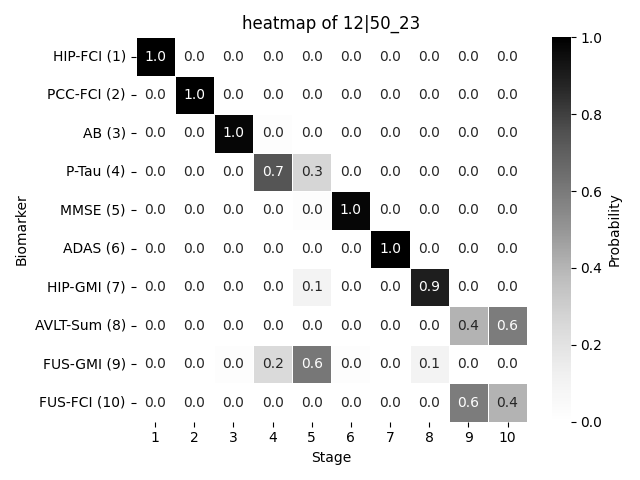 heatmap of 12|50_23
HIP-FCI (1) 1.0 0.0 0.0 0.0 0.0 0.0 0.0 0.0 0.0 0.0
PCC-FCI (2) 0.0 1.0 0.0 0.0 0.0 0.0 0.0 0.0 0.0 0.0
AB (3) 0.0 0.0 1.0 0.0 0.0 0.0 0.0 0.0 0.0 0.0
P-Tau (4) 0.0 0.0 0.0 0.7 0.3 0.0 0.0 0.0 0.0 0.0
MMSE (5) 0.0 0.0 0.0 0.0 0.0 1.0 0.0 0.0 0.0 0.0
ADAS (6) 0.0 0.0 0.0 0.0 0.0 0.0 1.0 0.0 0.0 0.0
HIP-GMI (7) 0.0 0.0 0.0 0.0 0.1 0.0 0.0 0.9 0.0 0.0
AVLT-Sum (8) 0.0 0.0 0.0 0.0 0.0 0.0 0.0 0.0 0.4 0.6
FUS-GMI (9) 0.0 0.0 0.0 0.2 0.6 0.0 0.0 0.1 0.0 0.0
FUS-FCI (10) 0.0 0.0 0.0 0.0 0.0 0.0 0.0 0.0 0.6 0.4
1 2 3 4 5 6 7 8 9 10
Stage
Biomarker
1.0
0.8
0.6
0.4
0.2
0.0
Probability